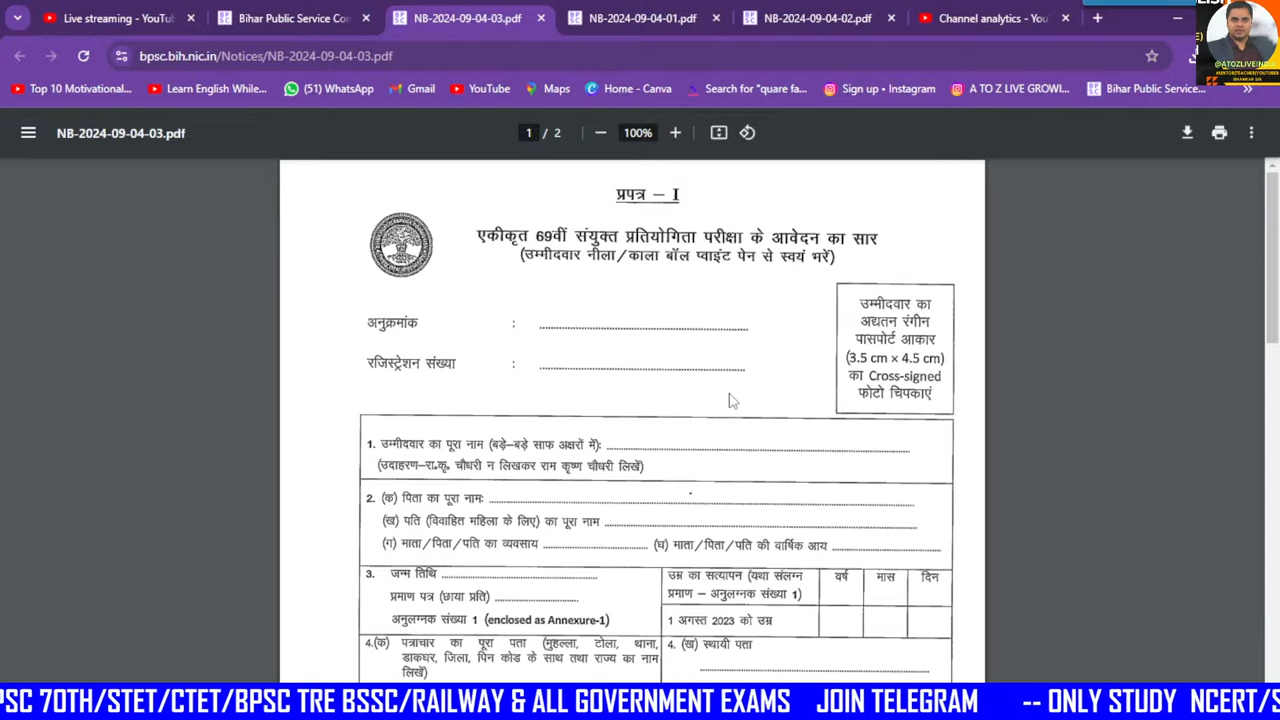 Live streaming - YouTu
Bihar Public Service Cor
NB-2024-09-04-03.pdf
NB-2024-09-04-01.pdf
NB-2024-09-04-02.pdf
Channel analytics - You
bpsc.bih.nic.in/Notices/NB-2024-09-04-03.pdf
@ATOZLIVEINDIA
MENTOR|TEACHER|YOUTUBER
SHANKAR SIR
Top 10 Motivational...
Learn English While...
(51) WhatsApp
Gmail
YouTube
Maps
Home - Canva
Search for "quare fa...
Sign up • Instagram
A TO Z LIVE GROWI...
Bihar Public Service...
NB-2024-09-04-03.pdf
1 / 2
100%
प्रपत्र – I
एकीकृत 69वीं संयुक्त प्रतियोगिता परीक्षा के आवेदन का सार
(उम्मीदवार नीला/काला बॉल प्वाइंट पेन से स्वयं भरें)
उम्मीदवार का
अद्यतन रंगीन
पासपोर्ट आकार
(3.5 cm × 4.5 cm)
का Cross-signed
फोटो चिपकाएं
अनुक्रमांक :
रजिस्ट्रेशन संख्या :
1. उम्मीदवार का पूरा नाम (बड़े–बड़े साफ अक्षरों में):
(उदाहरण–रा.कृ. चौधरी न लिखकर राम कृष्ण चौधरी लिखें)
2. (क) पिता का पूरा नामः
(ख) पति (विवाहित महिला के लिए) का पूरा नाम
(ग) माता/पिता/पति का व्यवसाय (घ) माता/पिता/पति की वार्षिक आय
3. जन्म तिथि
प्रमाण पत्र (छाया प्रति)
अनुलग्नक संख्या 1 (enclosed as Annexure-1)
उम्र का सत्यापन (यथा संलग्न
प्रमाण – अनुलग्नक संख्या 1)
वर्ष मास दिन
1 अगस्त 2023 को उम्र
4.(क) पत्राचार का पूरा पता (मुहल्ला, टोला, थाना,
डाकघर, जिला, पिन कोड के साथ तथा राज्य का नाम
लिखें)
4. (ख) स्थायी पता
PSC 70TH/STET/CTET/BPSC TRE BSSC/RAILWAY & ALL GOVERNMENT EXAMS JOIN TELEGRAM -- ONLY STUDY NCERT/S